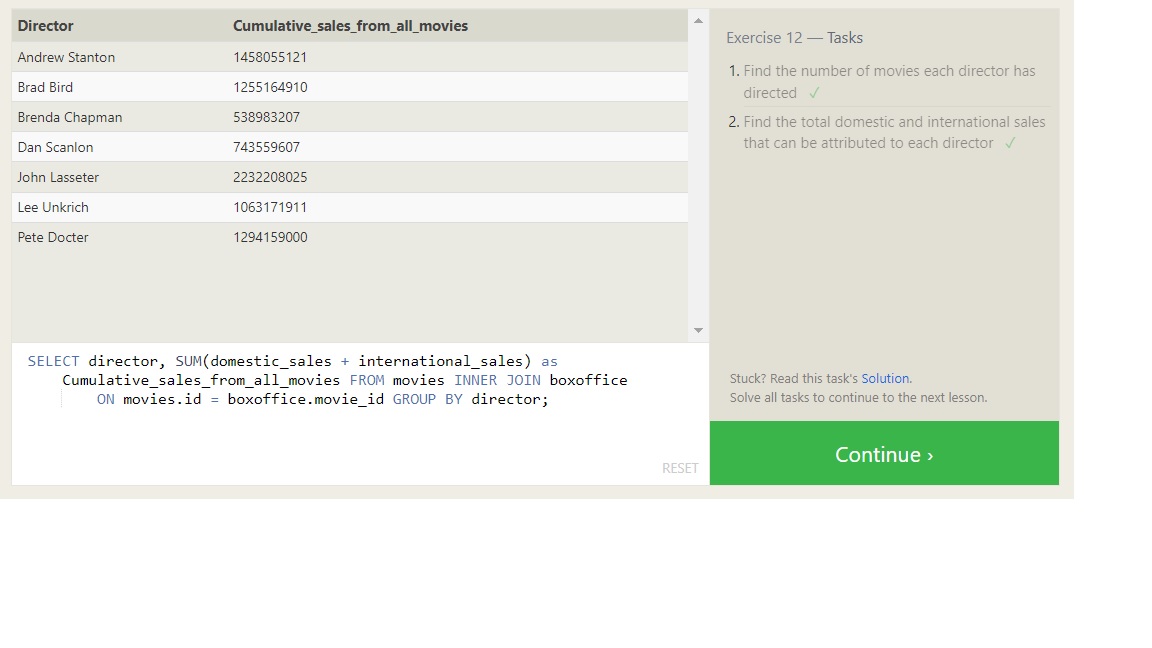 Director Cumulative_sales_from_all_movies
Andrew Stanton 1458055121
Brad Bird 1255164910
Brenda Chapman 538983207
Dan Scanlon 743559607
John Lasseter 2232208025
Lee Unkrich 1063171911
Pete Docter 1294159000
SELECT director, SUM(domestic_sales + international_sales) as
Cumulative_sales_from_all_movies FROM movies INNER JOIN boxoffice
ON movies.id = boxoffice.movie_id GROUP BY director;
RESET
Exercise 12 — Tasks
1. Find the number of movies each director has
directed ✓
2. Find the total domestic and international sales
that can be attributed to each director ✓
Stuck? Read this task's Solution.
Solve all tasks to continue to the next lesson.
Continue ›